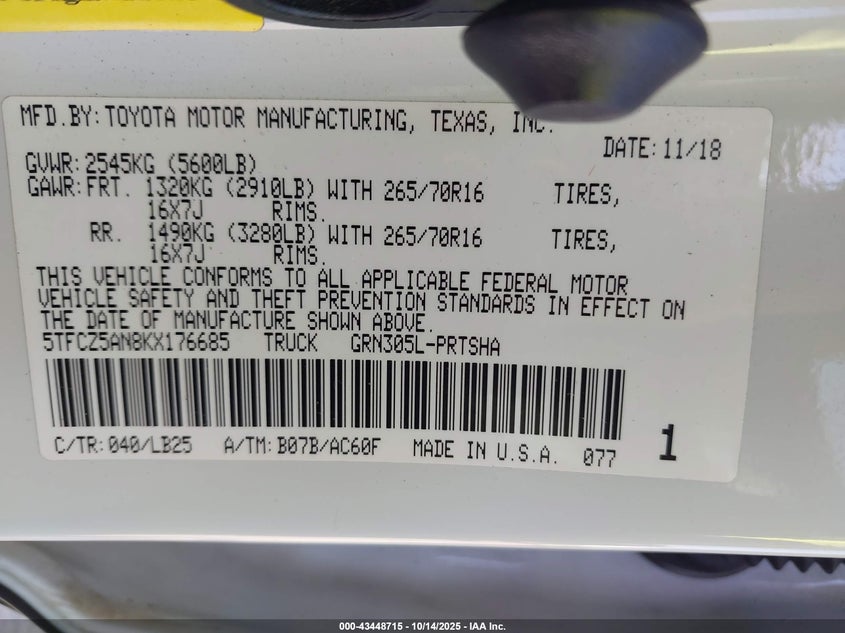 MFD.BY: TOYOTA MOTOR MANUFACTURING, TEXAS, INC.
DATE: 11/18
GVWR: 2545KG (5600LB)
GAWR: FRT. 1320KG (2910LB) WITH 265/70R16 TIRES,
16X7J RIMS.
RR. 1490KG (3280LB) WITH 265/70R16 TIRES,
16X7J RIMS.
THIS VEHICLE CONFORMS TO ALL APPLICABLE FEDERAL MOTOR
VEHICLE SAFETY AND THEFT PREVENTION STANDARDS IN EFFECT ON
THE DATE OF MANUFACTURE SHOWN ABOVE.
5TFCZ5AN8KX176685 TRUCK GRN305L-PRTSHA
C/TR: 040/LB25 A/TM: B07B/AC60F MADE IN U.S.A. 077 1
000-43448715 - 10/14/2025 - IAA Inc.